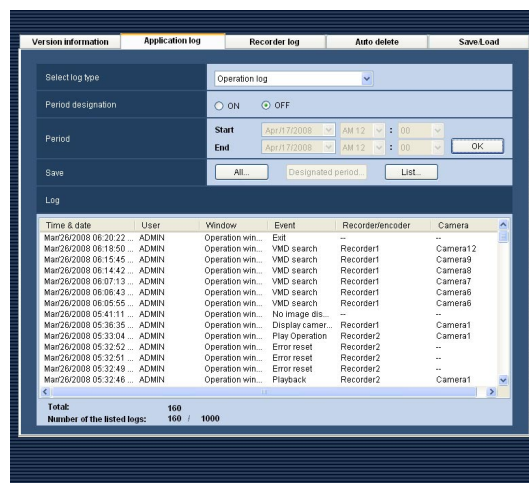 Version information Application log Recorder log Auto delete Save/Load
Select log type Operation log
Period designation ON OFF
Period Start Apr/17/2008 AM 12 : 00
End Apr/17/2008 AM 12 : 00 OK
Save All... Designated period... List...
Log
Time & date User Window Event Recorder/encoder Camera
Mar/26/2008 06:20:22 ... ADMIN Operation win... Exit -- --
Mar/26/2008 06:18:50 ... ADMIN Operation win... VMD search Recorder1 Camera12
Mar/26/2008 06:15:45 ... ADMIN Operation win... VMD search Recorder1 Camera9
Mar/26/2008 06:14:42 ... ADMIN Operation win... VMD search Recorder1 Camera8
Mar/26/2008 06:07:13 ... ADMIN Operation win... VMD search Recorder1 Camera7
Mar/26/2008 06:06:43 ... ADMIN Operation win... VMD search Recorder1 Camera6
Mar/26/2008 06:05:55 ... ADMIN Operation win... VMD search Recorder1 Camera6
Mar/26/2008 05:41:11 ... ADMIN Operation win... No image dis... -- --
Mar/26/2008 05:36:35 ... ADMIN Operation win... Display camer... Recorder1 Camera1
Mar/26/2008 05:33:04 ... ADMIN Operation win... Play Operation Recorder2 Camera1
Mar/26/2008 05:32:52 ... ADMIN Operation win... Error reset Recorder2 --
Mar/26/2008 05:32:51 ... ADMIN Operation win... Error reset Recorder2 --
Mar/26/2008 05:32:49 ... ADMIN Operation win... Error reset Recorder2 --
Mar/26/2008 05:32:46 ... ADMIN Operation win... Playback Recorder2 Camera1
Total: 160
Number of the listed logs: 160 / 1000